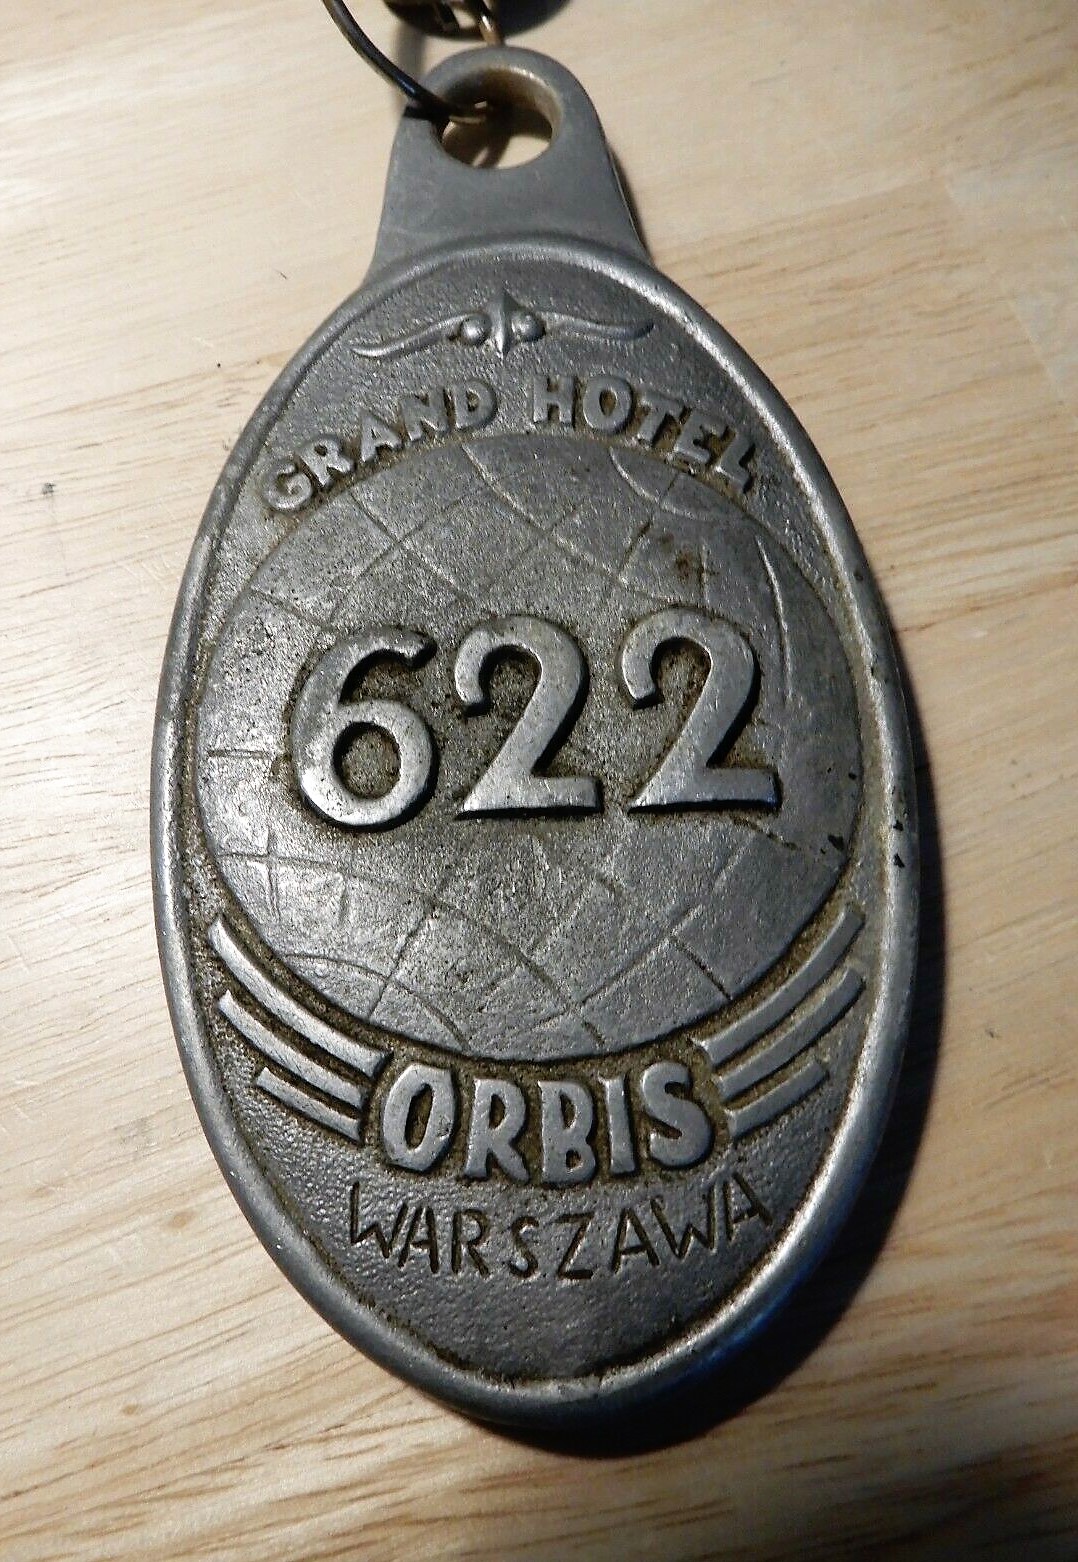 GRAND HOTEL
622
ORBIS
WARSZAWA